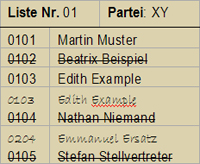 Liste Nr. 01 Partei: XY
0101 Martin Muster
0102 Beatrix Beispiel
0103 Edith Example
0103 Edith Example
0104 Nathan Niemand
0204 Emmanuel Ersatz
0105 Stefan Stellvertreter